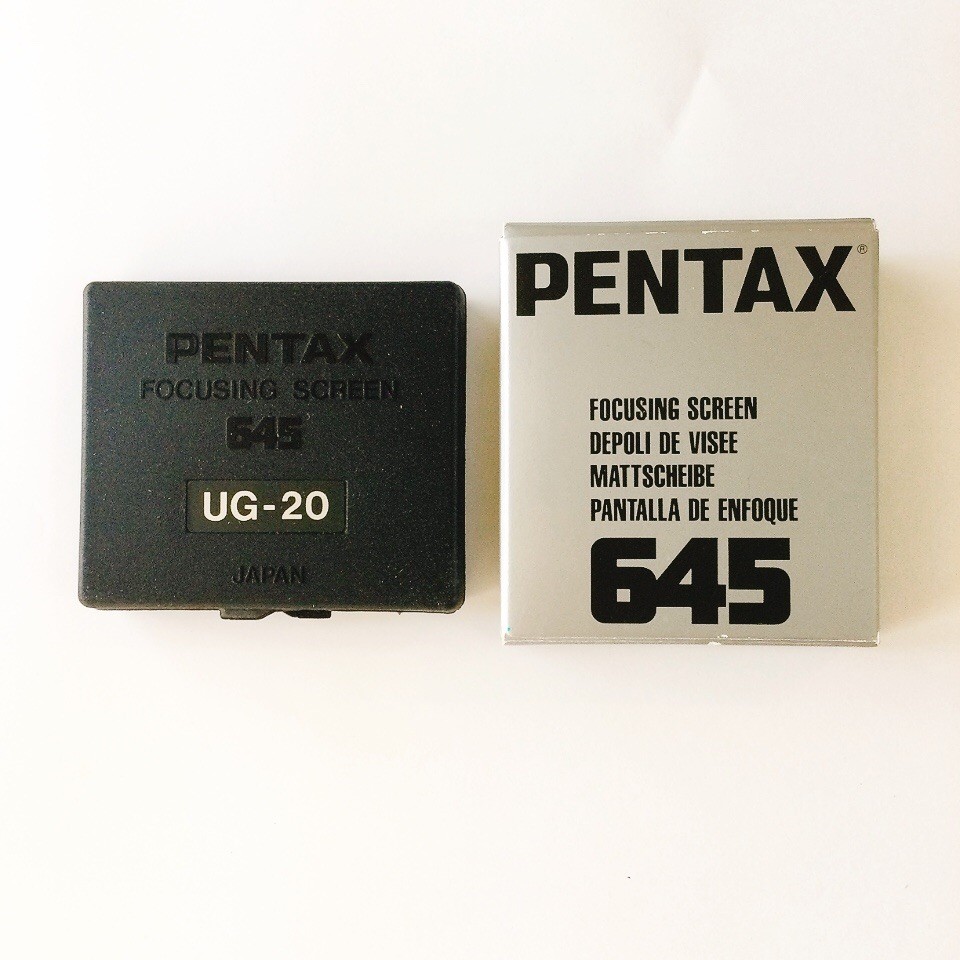 PENTAX
FOCUSING SCREEN
645
UG-20
JAPAN
PENTAX®
FOCUSING SCREEN
DEPOLI DE VISEE
MATTSCHEIBE
PANTALLA DE ENFOQUE
645